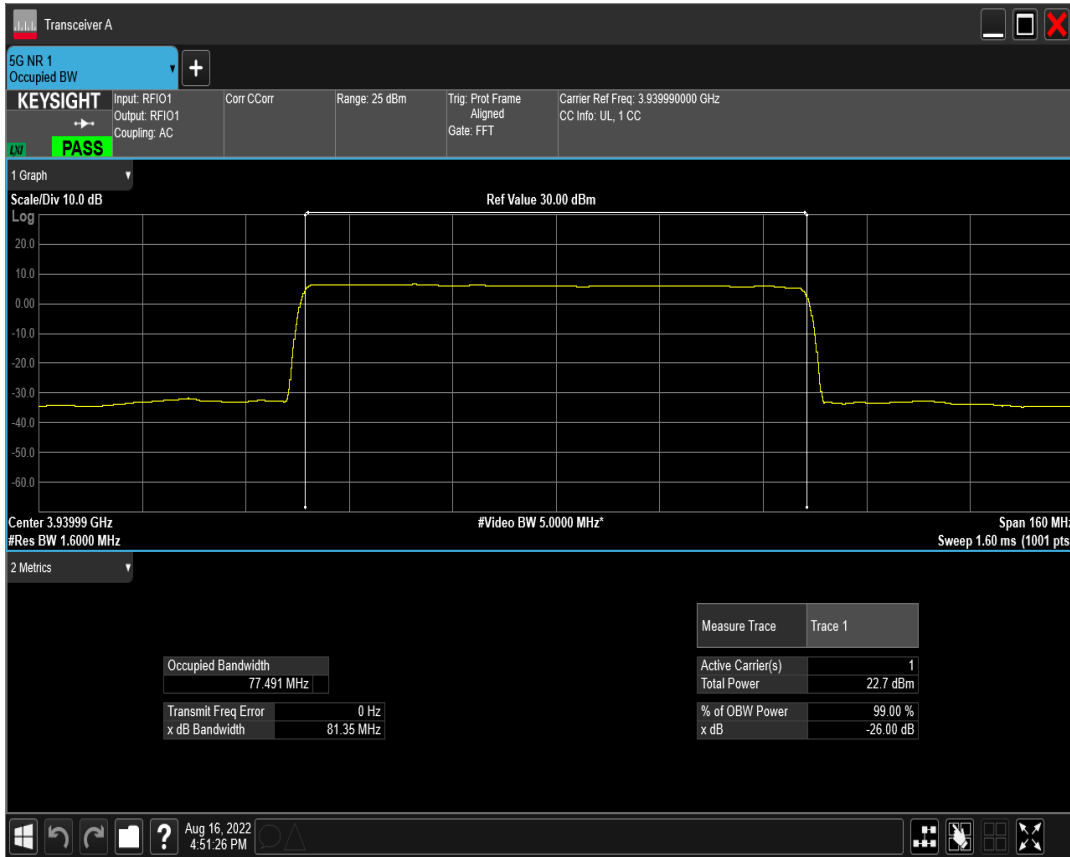 Transceiver A
5G NR 1
Occupied BW
KEYSIGHT
LXI
PASS
Input: RFIO1
Output: RFIO1
Coupling: AC
Corr CCorr
Range: 25 dBm
Trig: Prot Frame
Aligned
Gate: FFT
Carrier Ref Freq: 3.939990000 GHz
CC Info: UL, 1 CC
1 Graph
Scale/Div 10.0 dB
Ref Value 30.00 dBm
Log
20.0
10.0
0.00
-10.0
-20.0
-30.0
-40.0
-50.0
-60.0
Center 3.93999 GHz
#Video BW 5.0000 MHz*
Span 160 MHz
#Res BW 1.6000 MHz
Sweep 1.60 ms (1001 pts
2 Metrics
Measure Trace Trace 1
Occupied Bandwidth
77.491 MHz
Active Carrier(s) 1
Total Power 22.7 dBm
Transmit Freq Error 0 Hz
x dB Bandwidth 81.35 MHz
% of OBW Power 99.00 %
x dB -26.00 dB
?
Aug 16, 2022
4:51:26 PM